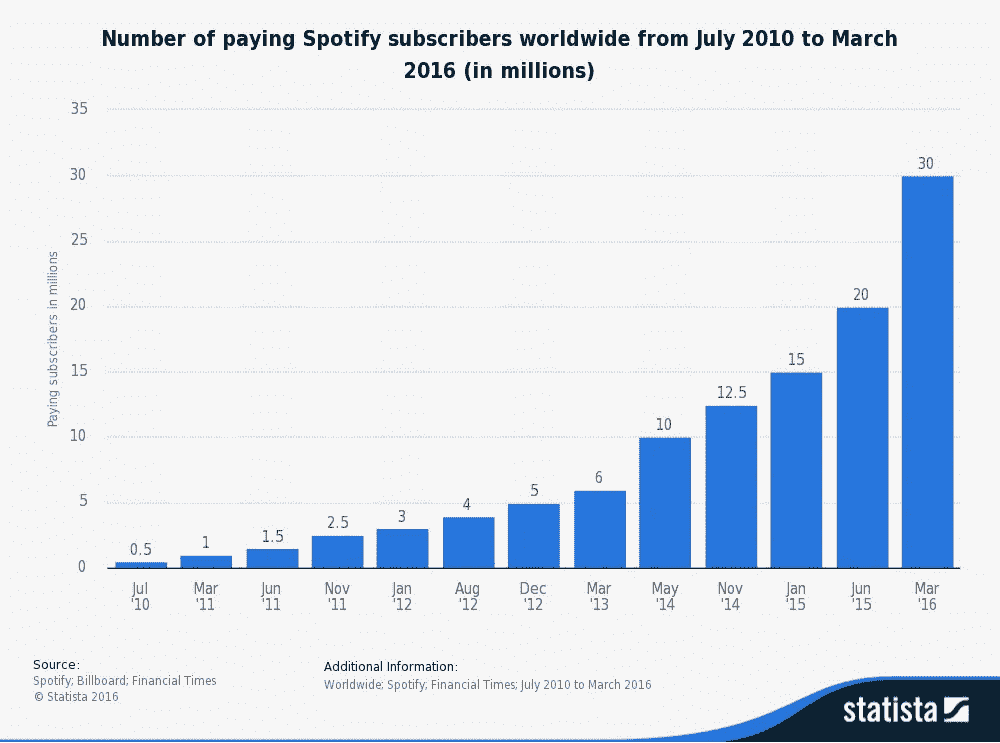 Number of paying Spotify subscribers worldwide from July 2010 to March
2016 (in millions)
Paying subscribers in millions
35
30
25
20
15
10
5
0
0.5
1
1.5
2.5
3
4
5
6
10
12.5
15
20
30
Jul
'10
Mar
'11
Jun
'11
Nov
'11
Jan
'12
Aug
'12
Dec
'12
Mar
'13
May
'14
Nov
'14
Jan
'15
Jun
'15
Mar
'16
Source:
Spotify; Billboard; Financial Times
© Statista 2016
Additional Information:
Worldwide; Spotify; Financial Times; July 2010 to March 2016
statista